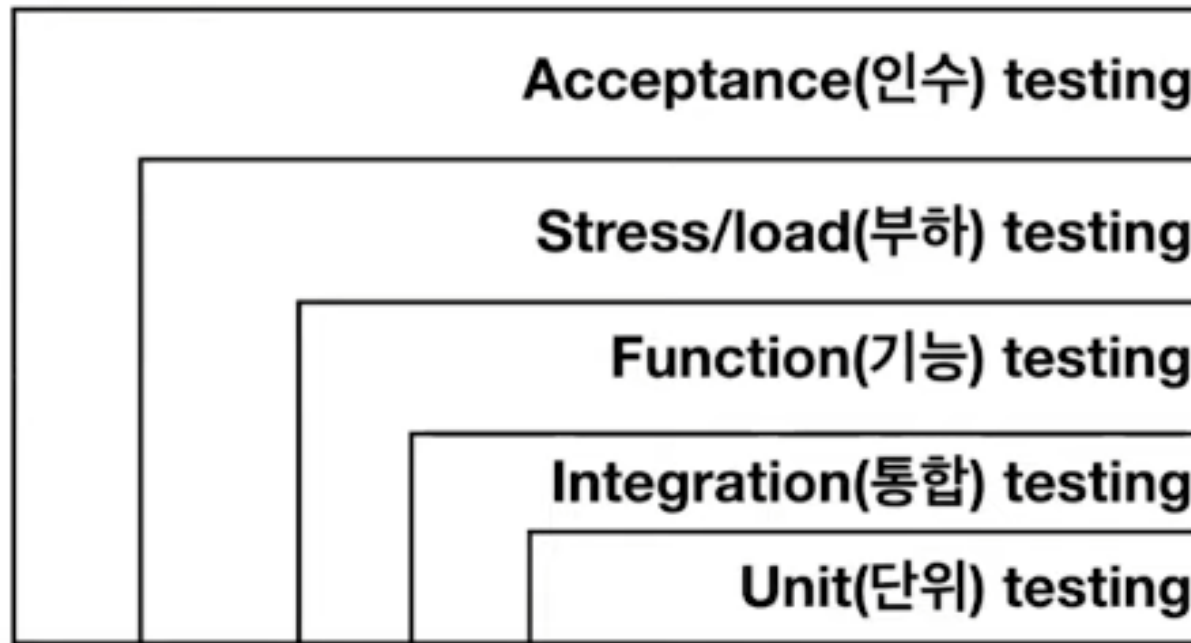 Acceptance(인수) testing
Stress/load(부하) testing
Function(기능) testing
Integration(통합) testing
Unit(단위) testing